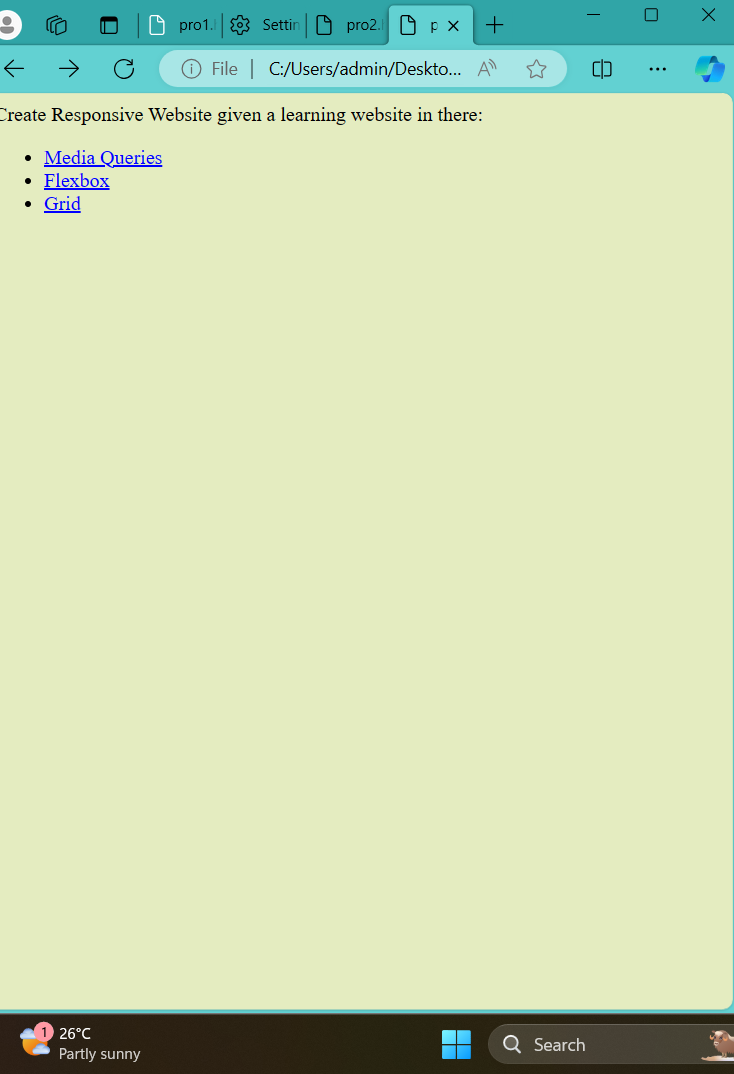 pro1.
Settin
pro2.
p
File
C:/Users/admin/Deskto...
Create Responsive Website given a learning website in there:
Media Queries
Flexbox
Grid
1
26°C
Partly sunny
Search